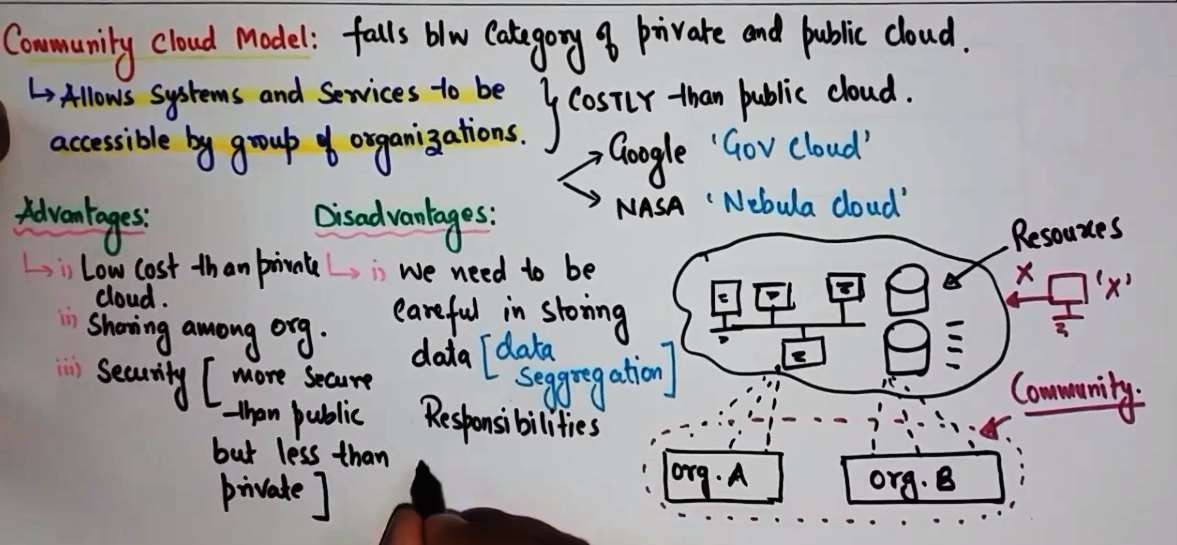 Community Cloud Model: falls b/w Category of private and public cloud.
↳ Allows Systems and Services to be
accessible by group of organizations.
COSTLY than public cloud.
Google 'Gov Cloud'
NASA 'Nebula cloud'
Advantages:
i) Low cost than private
cloud.
ii) Sharing among org.
iii) Security [more secure
than public
but less than
private]
Disadvantages:
i) We need to be
careful in storing
data [data
seggregation]
Responsibilities
Resources
X 'X'
Community.
org. A
org. B